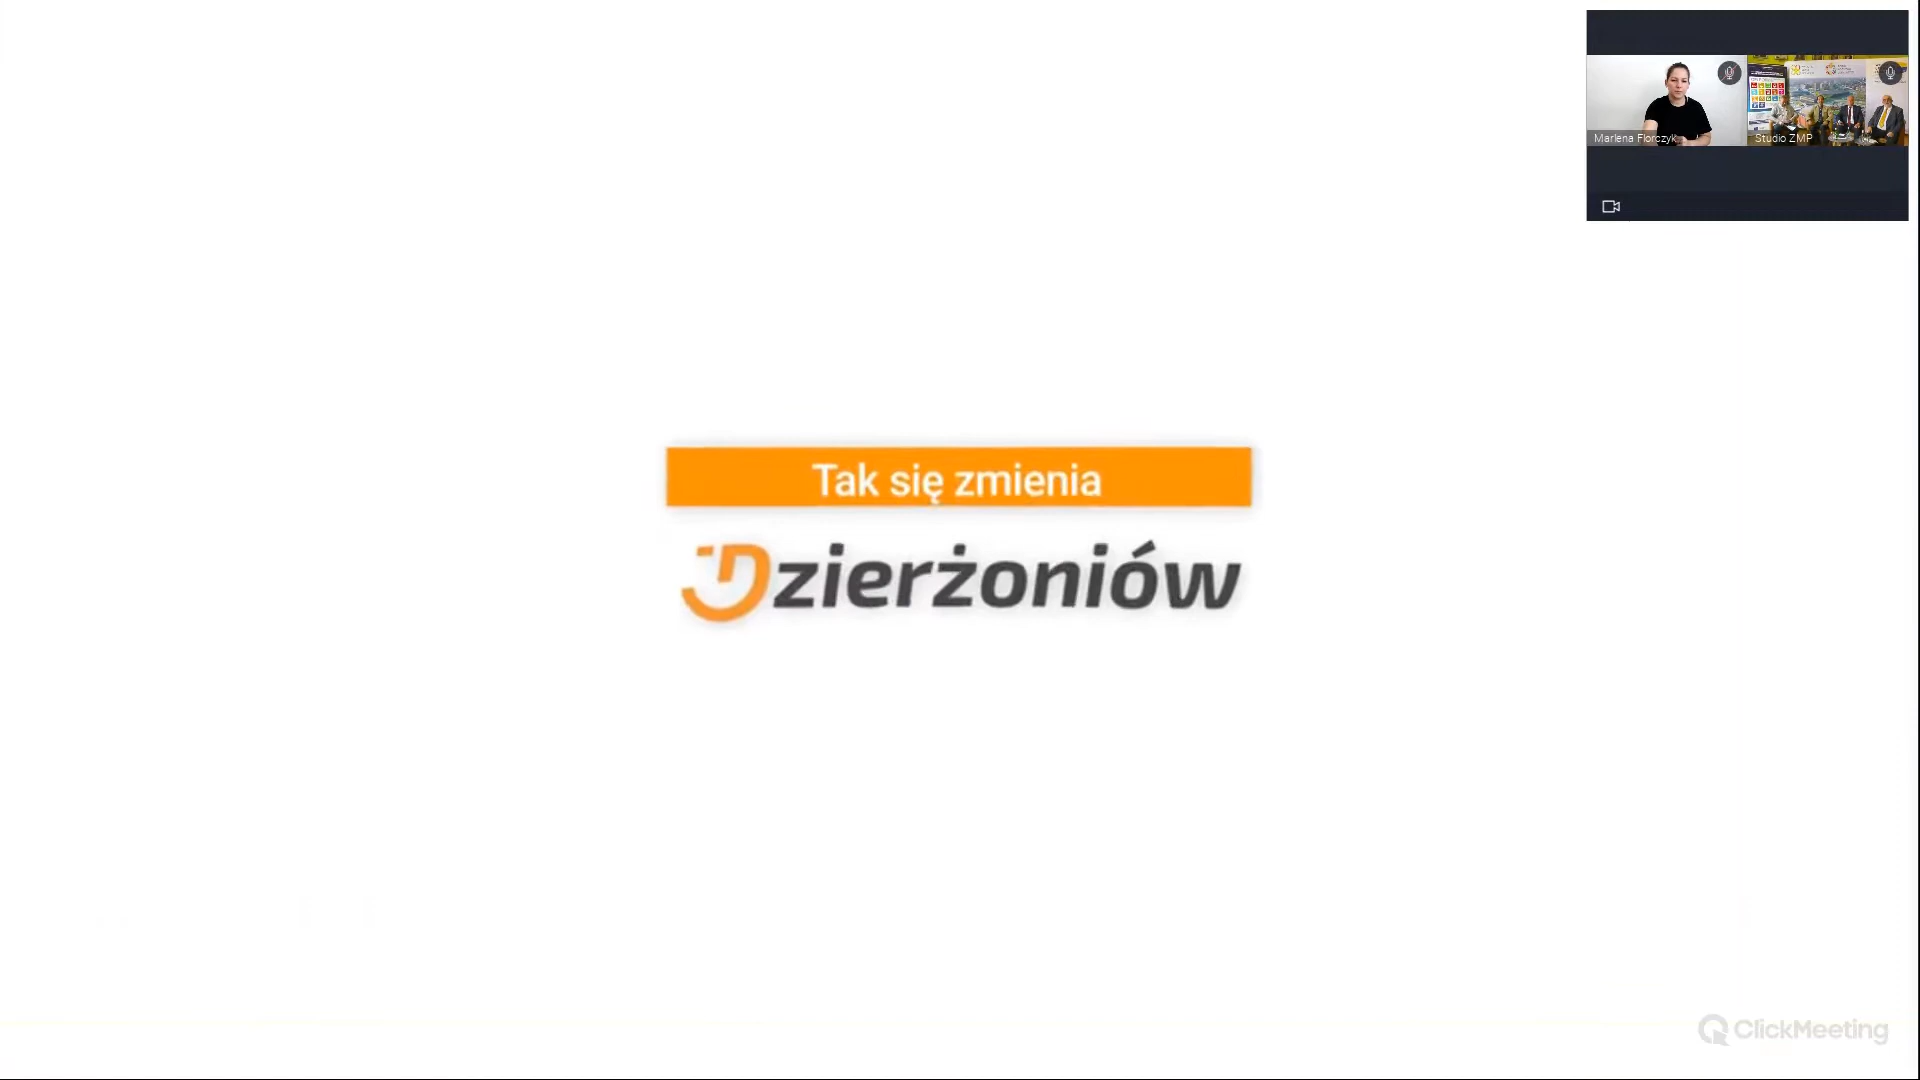 Marlena Florczyk
Studio ZMP
Tak się zmienia
Dzierżoniów
ClickMeeting